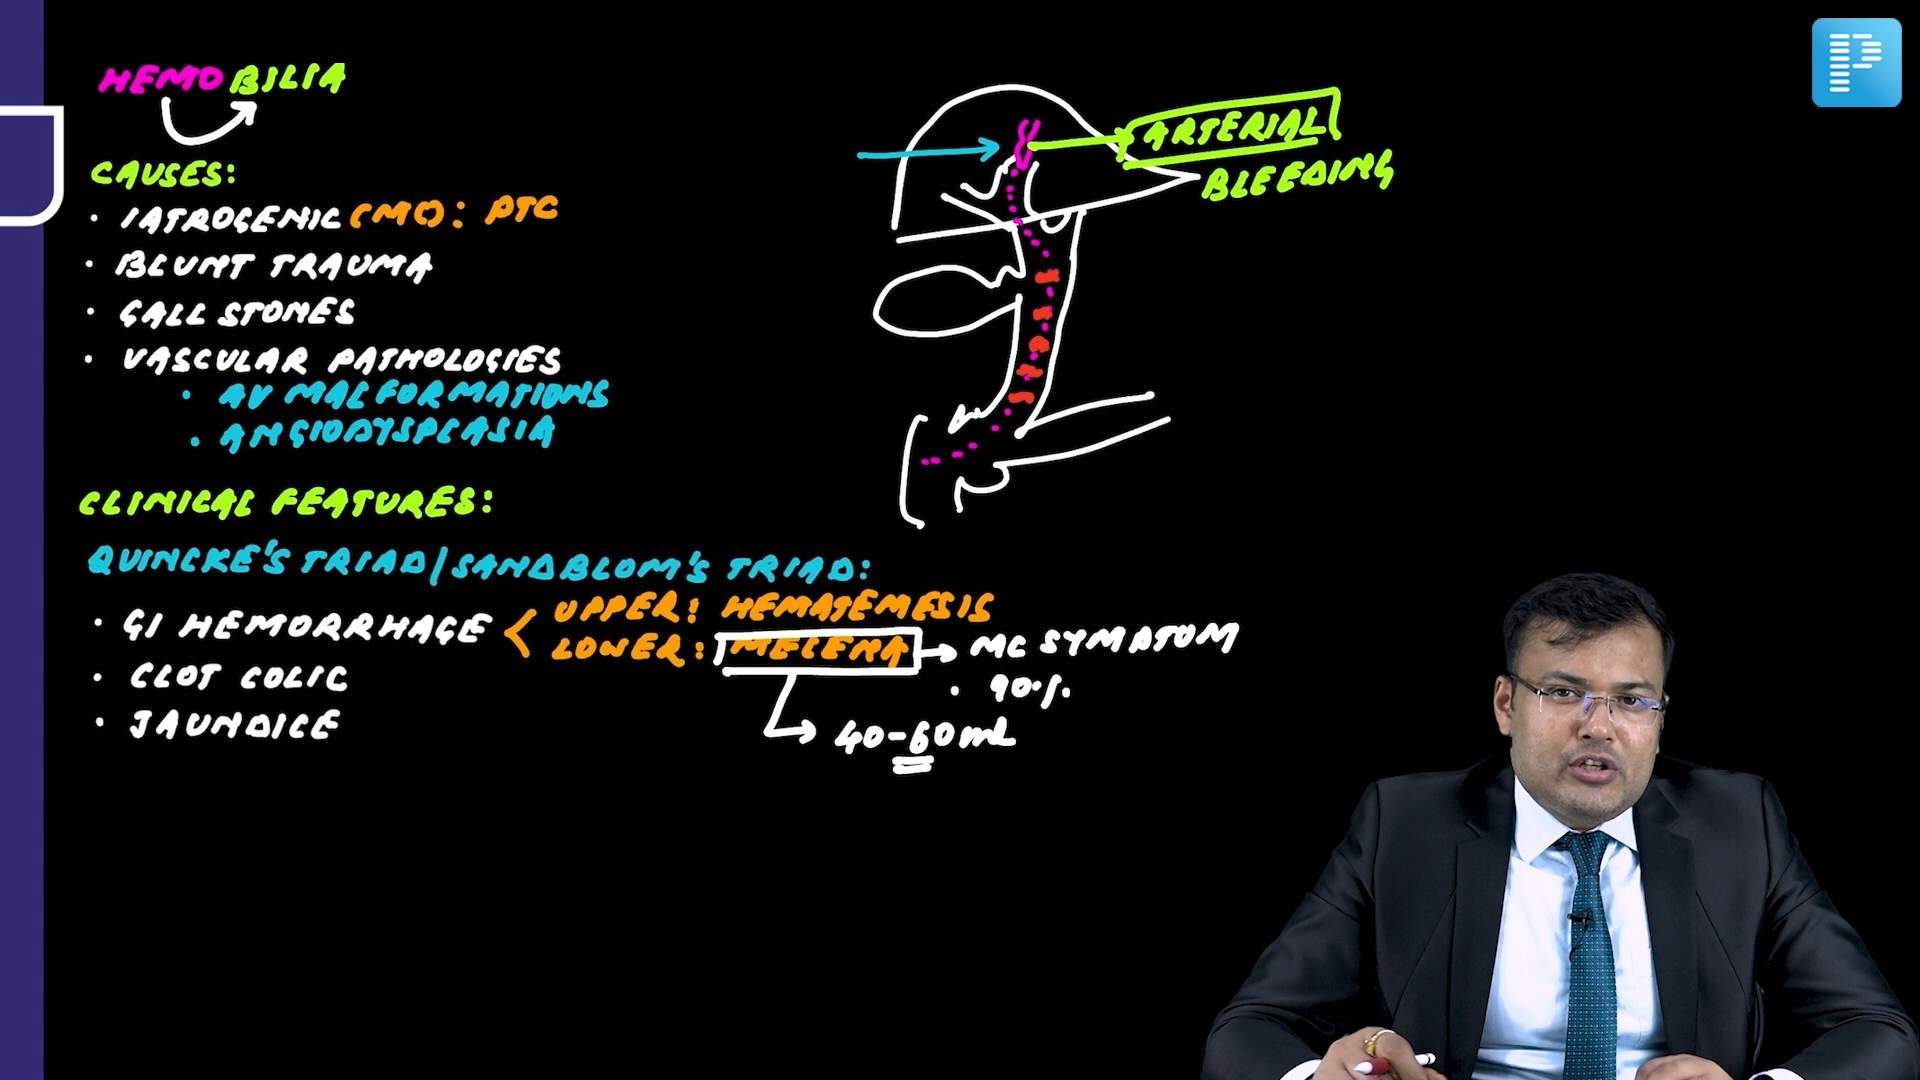 HEMOBILIA
CAUSES:
· IATROGENIC (MC): PTC
· BLUNT TRAUMA
· GALL STONES
· VASCULAR PATHOLOGIES
· AV MALFORMATIONS
· ANGIODYSPLASIA
CLINICAL FEATURES:
QUINCKE'S TRIAD/SANDBLOM'S TRIAD:
· GI HEMORRHAGE < UPPER: HEMATEMESIS
LOWER: MELENA → MC SYMPTOM
· 90%
→ 40-60ml
· CLOT COLIC
· JAUNDICE
ARTERIAL
BLEEDING
P